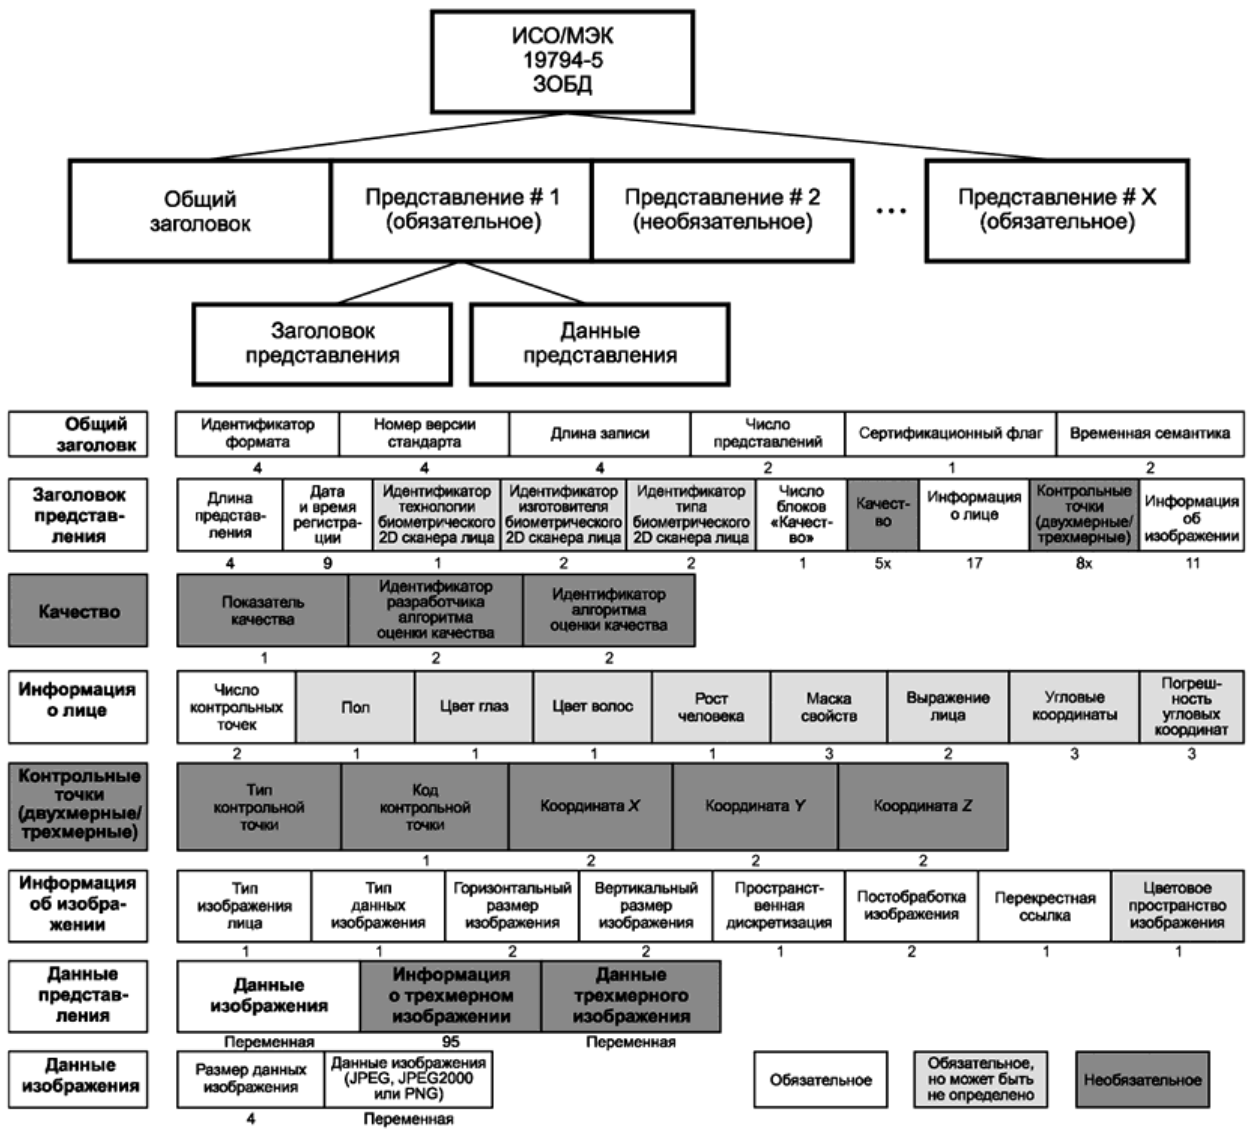 ИСО/МЭК
19794-5
ЗОБД
Общий
заголовок
Представление # 1
(обязательное)
Представление # 2
(необязательное)
...
Представление # X
(обязательное)
Заголовок
представления
Данные
представления
Общий
заголовк
Идентификатор
формата
Номер версии
стандарта
Длина записи
Число
представлений
Сертификационный флаг
Временная семантика
4
4
4
2
1
2
Заголовок
представ-
ления
Длина
представ-
ления
Дата
и время
регистра-
ции
Идентификатор
технологии
биометрического
2D сканера лица
Идентификатор
изготовителя
биометрического
2D сканера лица
Идентификатор
типа
биометрического
2D сканера лица
Число
блоков
«Качест-
во»
Качест-
во
Информация
о лице
Контрольные
точки
(двухмерные/
трехмерные)
Информация
об
изображении
4
9
1
2
2
1
5x
17
8x
11
Качество
Показатель
качества
Идентификатор
разработчика
алгоритма
оценки качества
Идентификатор
алгоритма
оценки качества
1
2
2
Информация
о лице
Число
контрольных
точек
Пол
Цвет глаз
Цвет волос
Рост
человека
Маска
свойств
Выражение
лица
Угловые
координаты
Погреш-
ность
угловых
координат
2
1
1
1
1
3
2
3
3
Контрольные
точки
(двухмерные/
трехмерные)
Тип
контрольной
точки
Код
контрольной
точки
Координата X
Координата Y
Координата Z
1
2
2
2
Информация
об изобра-
жении
Тип
изображения
лица
Тип
данных
изображения
Горизонтальный
размер
изображения
Вертикальный
размер
изображения
Пространст-
венная
дискретизация
Постобработка
изображения
Перекрестная
ссылка
Цветовое
пространство
изображения
1
1
2
2
1
2
1
1
Данные
представ-
ления
Данные
изображения
Информация
о трехмерном
изображении
Данные
трехмерного
изображения
Переменная
95
Переменная
Данные
изображения
Размер данных
изображения
Данные изображения
(JPEG, JPEG2000
или PNG)
4
Переменная
Обязательное
Обязательное,
но может быть
не определено
Необязательное